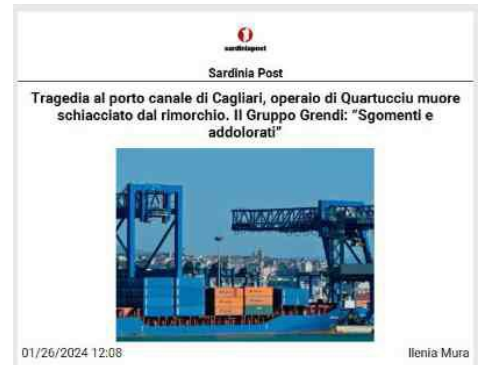 sardiniapost
Sardinia Post
Tragedia al porto canale di Cagliari, operaio di Quartucciu muore
schiacciato dal rimorchio. Il Gruppo Grendi: “Sgomenti e
addolorati”
01/26/2024 12:08
Ilenia Mura